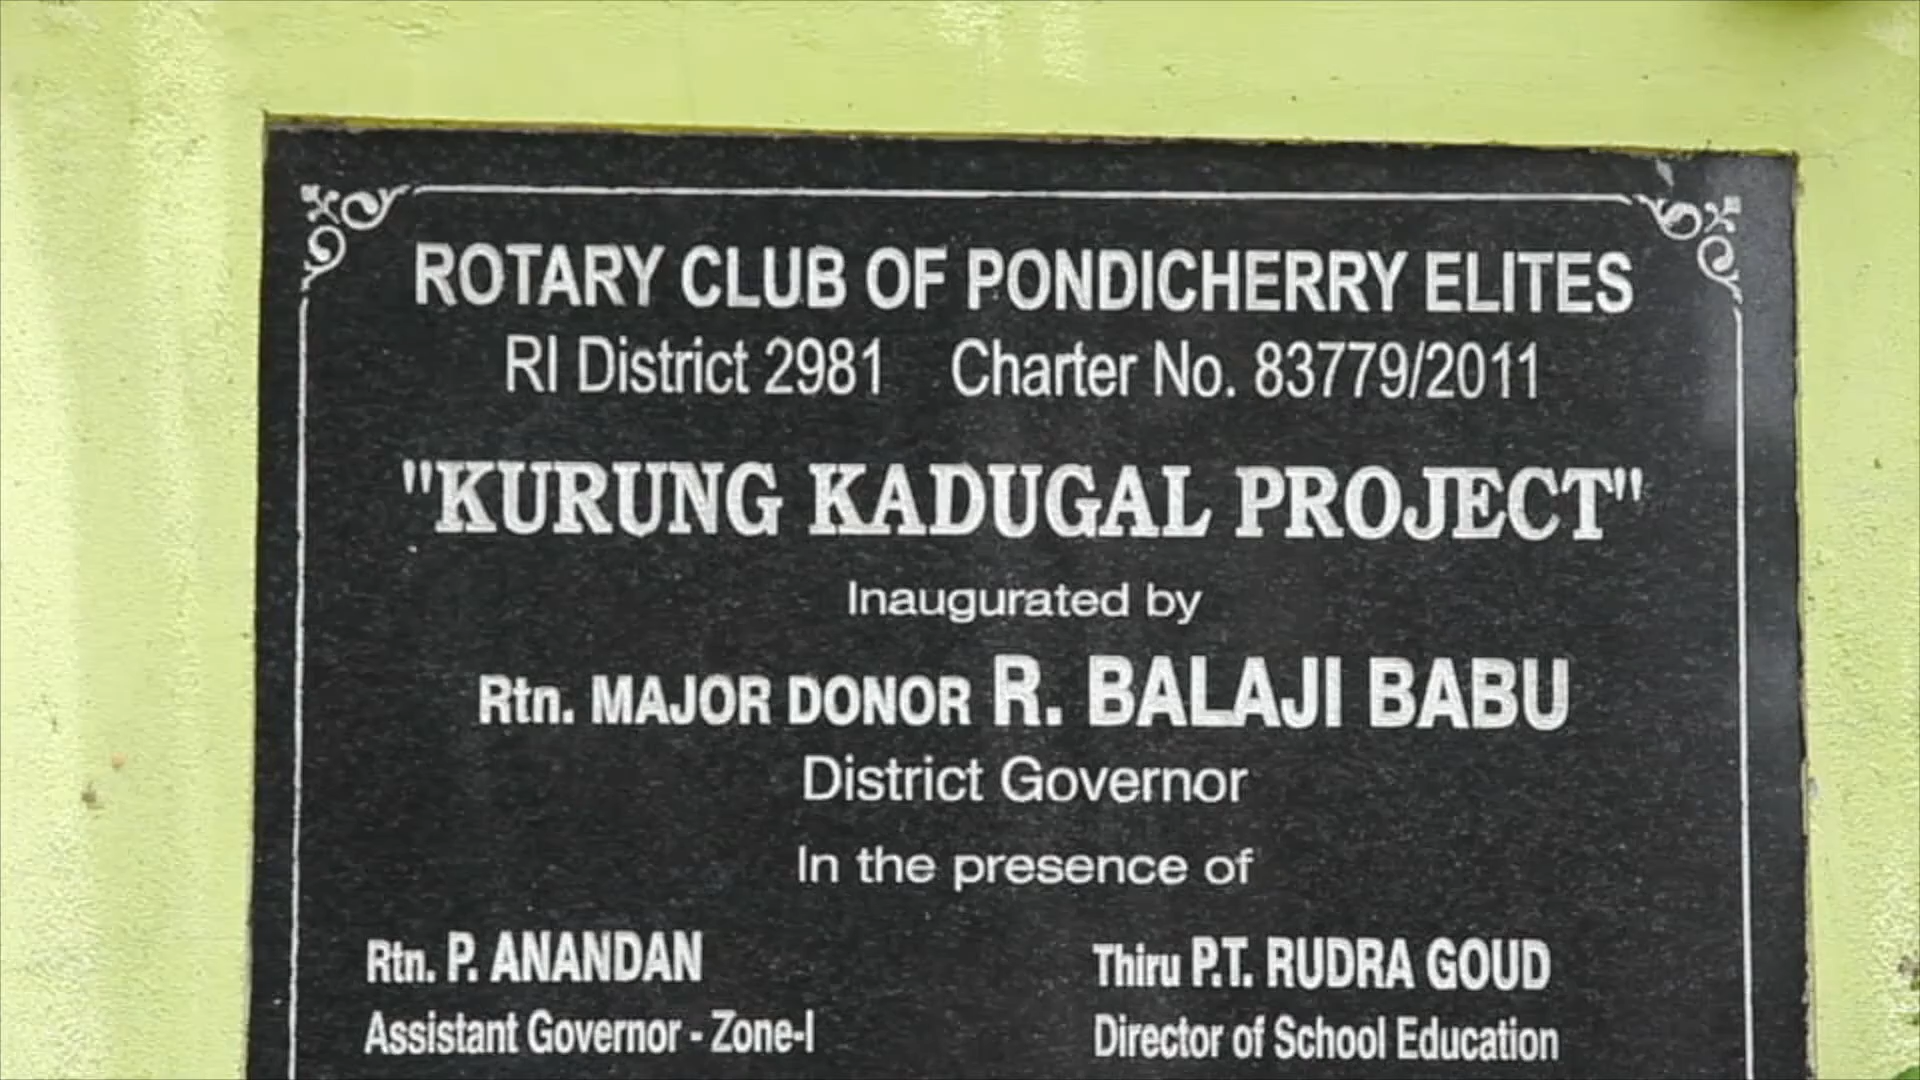 ROTARY CLUB OF PONDICHERRY ELITES
RI District 2981 Charter No. 83779/2011
"KURUNG KADUGAL PROJECT"
Inaugurated by
Rtn. MAJOR DONOR R. BALAJI BABU
District Governor
In the presence of
Rtn. P. ANANDAN
Assistant Governor - Zone-I
Thiru P.T. RUDRA GOUD
Director of School Education